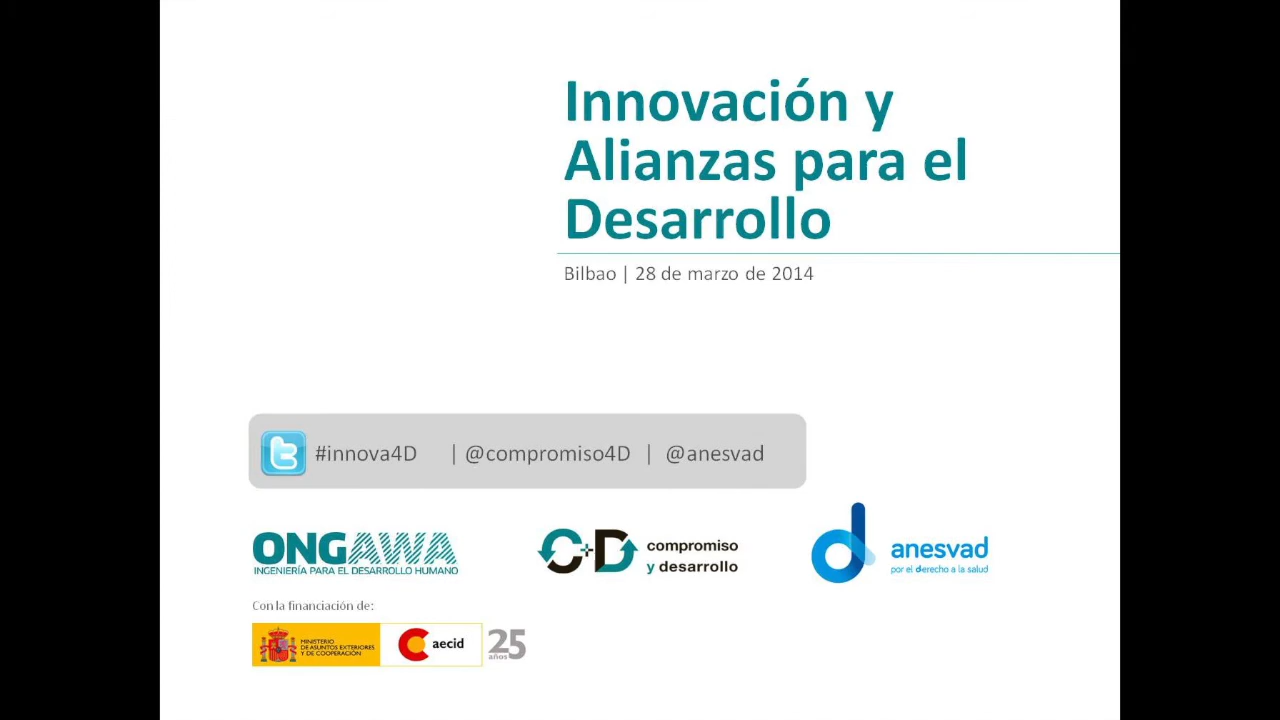 Innovación y
Alianzas para el
Desarrollo
Bilbao | 28 de marzo de 2014
#innova4D | @compromiso4D | @anesvad
ONGAWA
INGENIERÍA PARA EL DESARROLLO HUMANO
C+D
compromiso
y desarrollo
anesvad
por el derecho a la salud
Con la financiación de:
MINISTERIO
DE ASUNTOS EXTERIORES
Y DE COOPERACIÓN
aecid
25
años